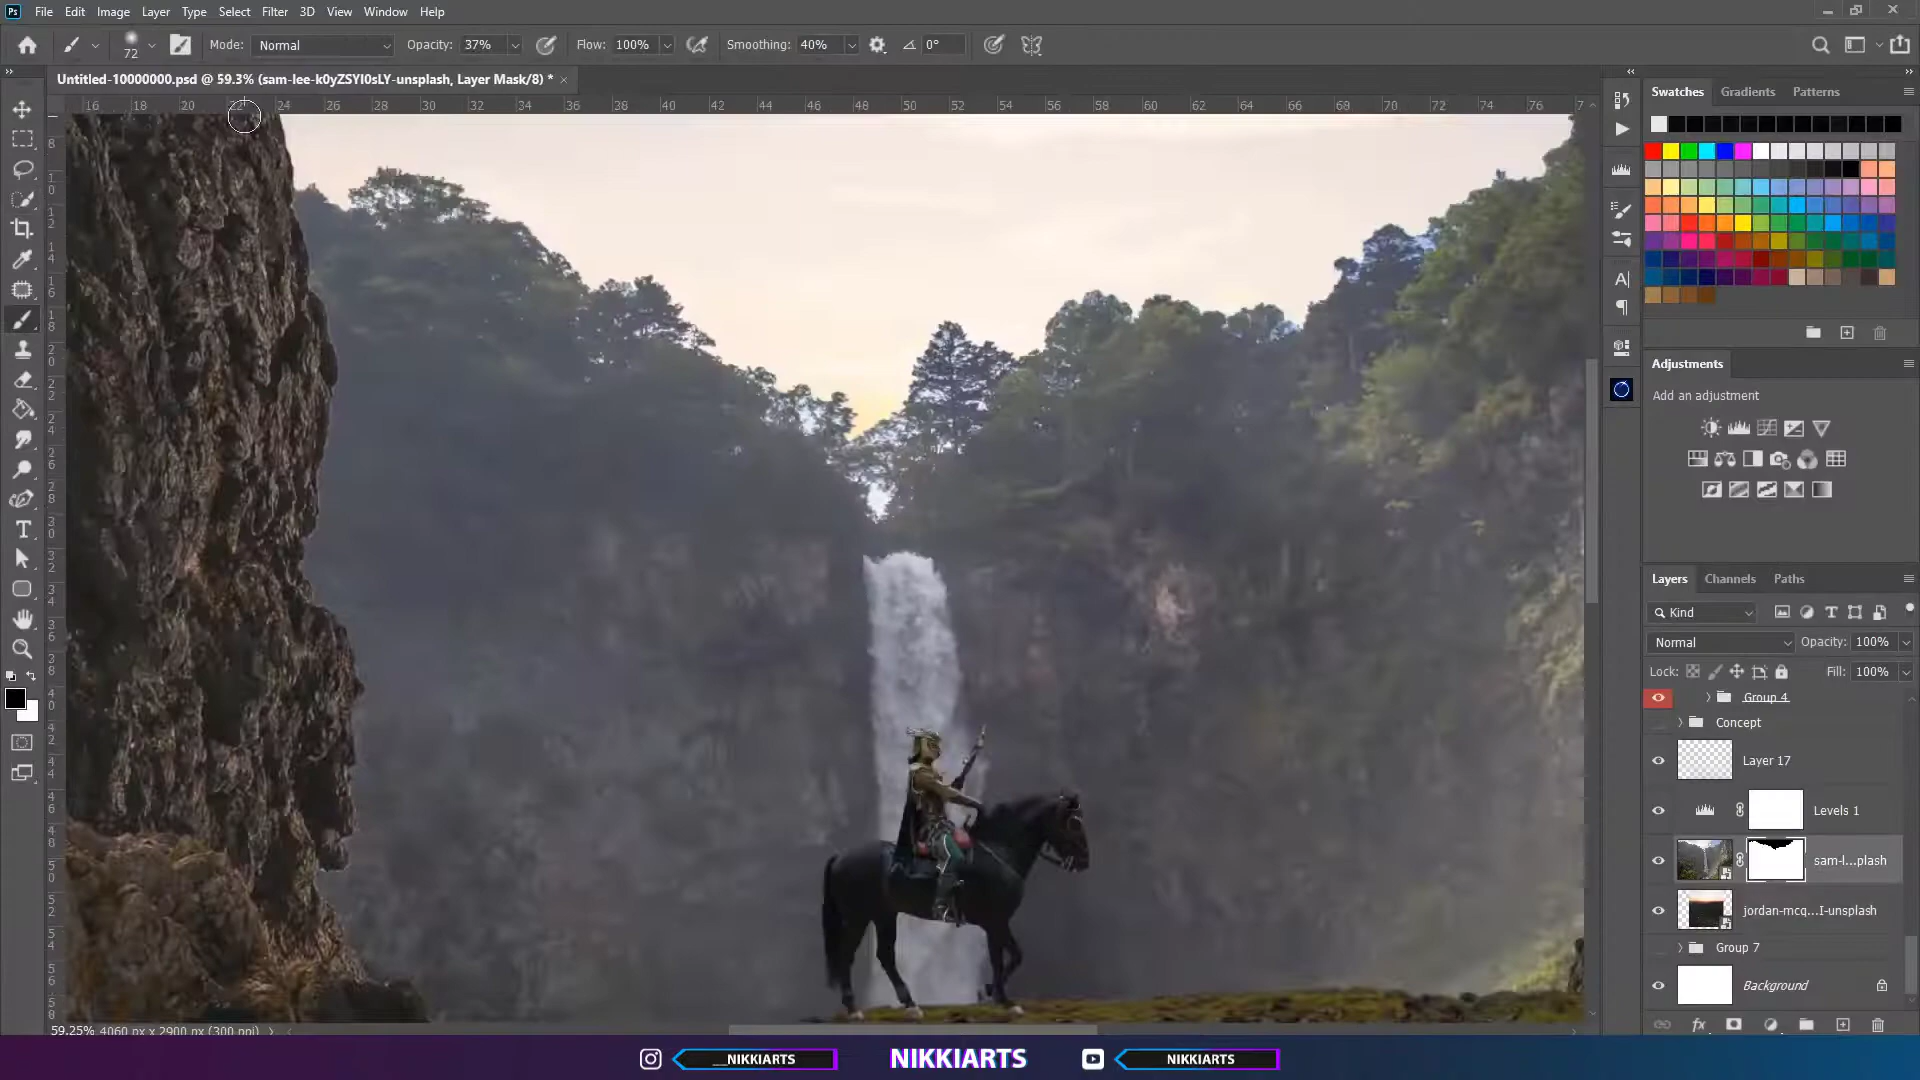 Ps File Edit Image Layer Type Select Filter 3D View Window Help
72 Mode: Normal Opacity: 37% Flow: 100% Smoothing: 40% 0°
Untitled-10000000.psd @ 59.3% (sam-lee-k0yZSYI0sLY-unsplash, Layer Mask/8) *
16 18 20 22 24 26 28 30 32 34 36 38 40 42 44 46 48 50 52 54 56 58 60 62 64 66 68 70 72 74 76 7
Swatches Gradients Patterns
Adjustments
Add an adjustment
Layers Channels Paths
Kind
Normal Opacity: 100%
Lock: Fill: 100%
Group 4
Concept
Layer 17
Levels 1
sam-l...plash
jordan-mcq...I-unsplash
Group 7
Background
59.25% 4060 px x 2900 px (300 ppi)
__NIKKIARTS NIKKIARTS NIKKIARTS